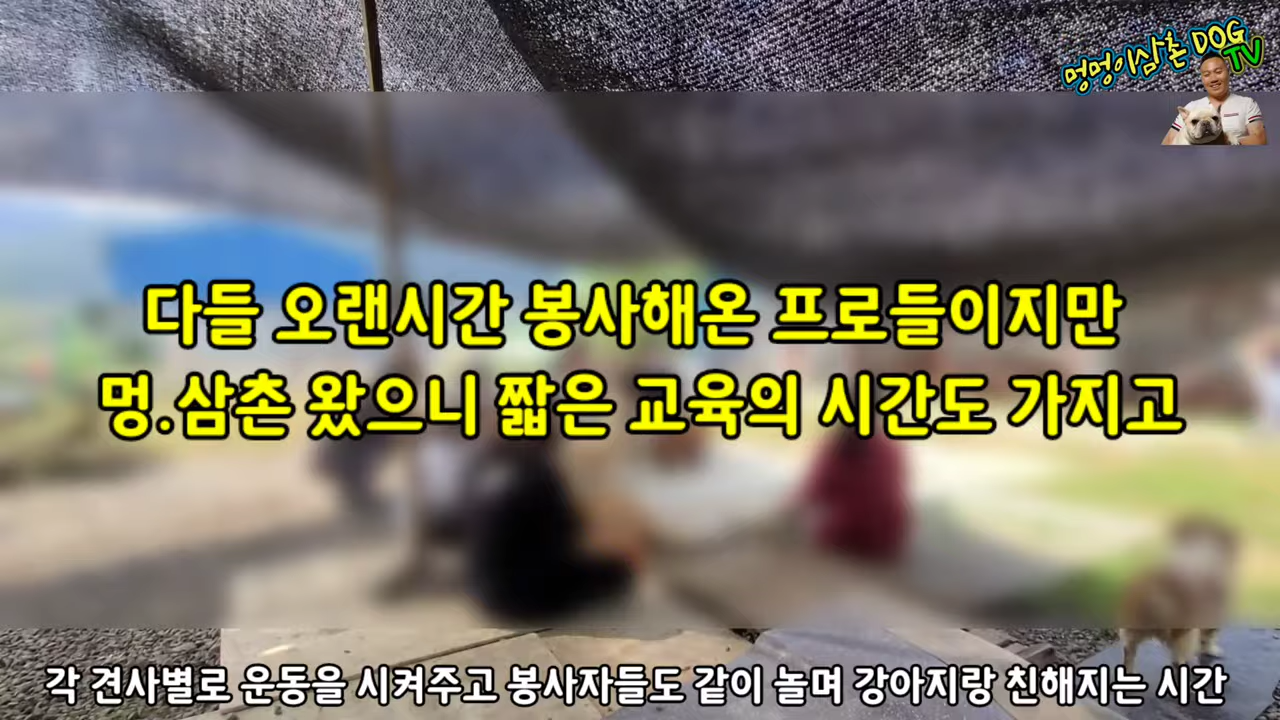 멍멍이삼촌 DOG
TV
다들 오랜시간 봉사해온 프로들이지만
멍.삼촌 왔으니 짧은 교육의 시간도 가지고
각 견사별로 운동을 시켜주고 봉사자들도 같이 놀며 강아지랑 친해지는 시간